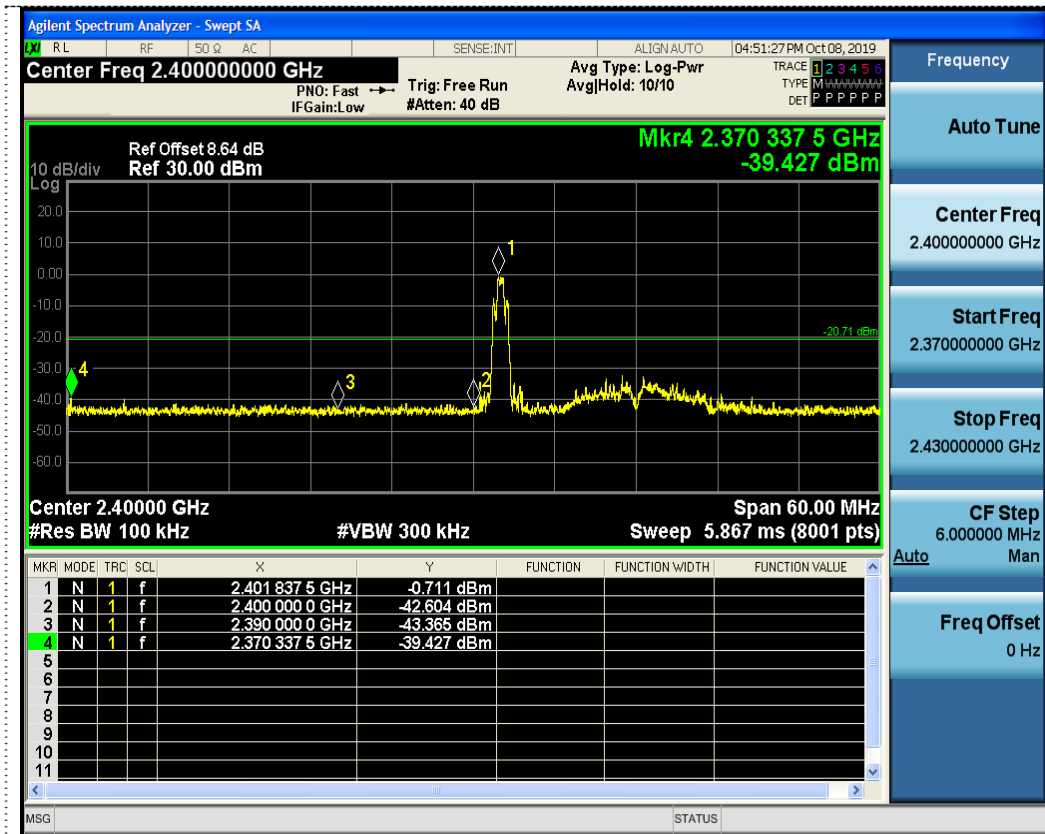 Agilent Spectrum Analyzer - Swept SA
LXI RL RF 50 Ω AC SENSE:INT ALIGN AUTO 04:51:27 PM Oct 08, 2019
Center Freq 2.400000000 GHz
PNO: Fast
IFGain:Low
Trig: Free Run
#Atten: 40 dB
Avg Type: Log-Pwr
Avg|Hold: 10/10
TRACE 1 2 3 4 5 6
TYPE M WWWWW
DET P P P P P P
Ref Offset 8.64 dB
10 dB/div Ref 30.00 dBm
Log
Mkr4 2.370 337 5 GHz
-39.427 dBm
20.0
10.0
0.00
-10.0
-20.0
-30.0
-40.0
-50.0
-60.0
1
-20.71 dBm
4
3
2
Center 2.40000 GHz Span 60.00 MHz
#Res BW 100 kHz #VBW 300 kHz Sweep 5.867 ms (8001 pts)
MKR MODE TRC SCL X Y FUNCTION FUNCTION WIDTH FUNCTION VALUE
1 N 1 f 2.401 837 5 GHz -0.711 dBm
2 N 1 f 2.400 000 0 GHz -42.604 dBm
3 N 1 f 2.390 000 0 GHz -43.365 dBm
4 N 1 f 2.370 337 5 GHz -39.427 dBm
5
6
7
8
9
10
11
MSG STATUS
Frequency
Auto Tune
Center Freq
2.400000000 GHz
Start Freq
2.370000000 GHz
Stop Freq
2.430000000 GHz
CF Step
6.000000 MHz
Auto Man
Freq Offset
0 Hz